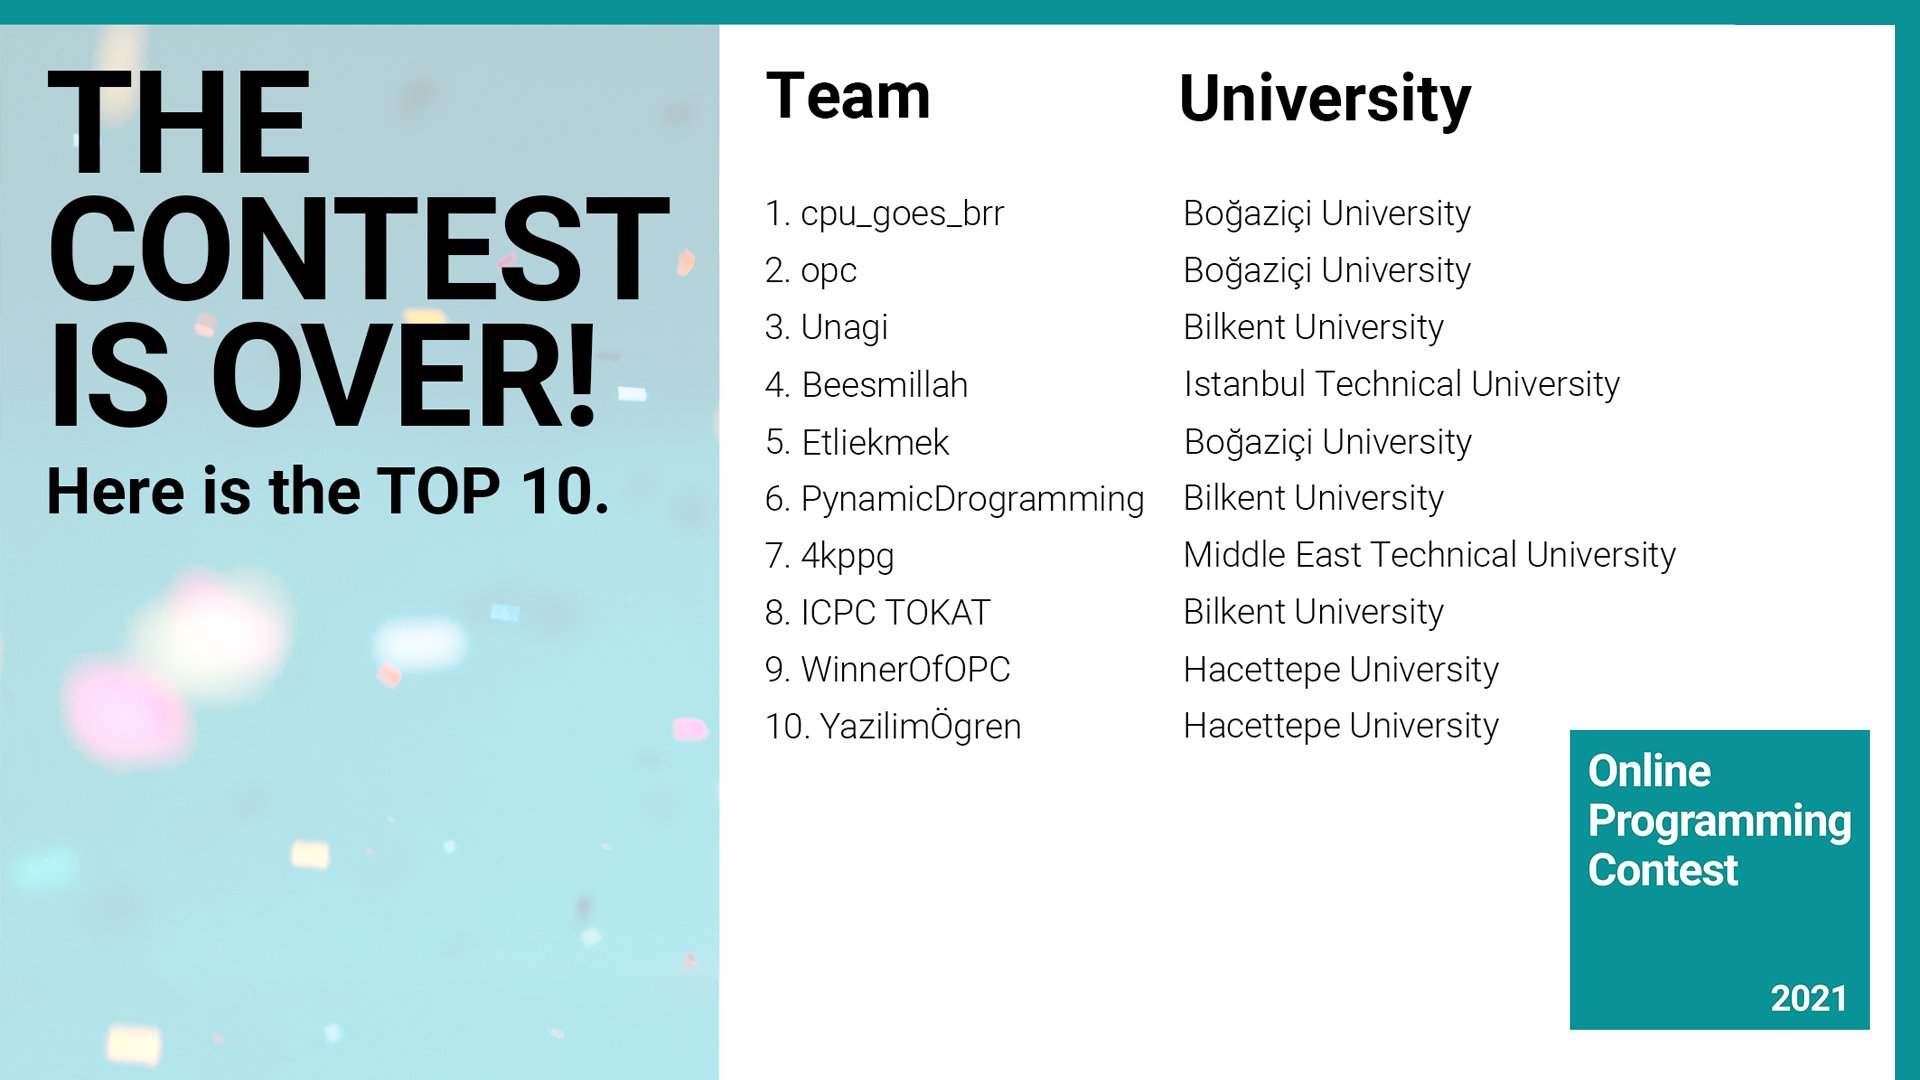 THE
CONTEST
IS OVER!
Here is the TOP 10.
Team University
1. cpu_goes_brr Boğaziçi University
2. opc Boğaziçi University
3. Unagi Bilkent University
4. Beesmillah Istanbul Technical University
5. Etliekmek Boğaziçi University
6. PynamicDrogramming Bilkent University
7. 4kppg Middle East Technical University
8. ICPC TOKAT Bilkent University
9. WinnerOfOPC Hacettepe University
10. YazilimÖgren Hacettepe University
Online
Programming
Contest
2021